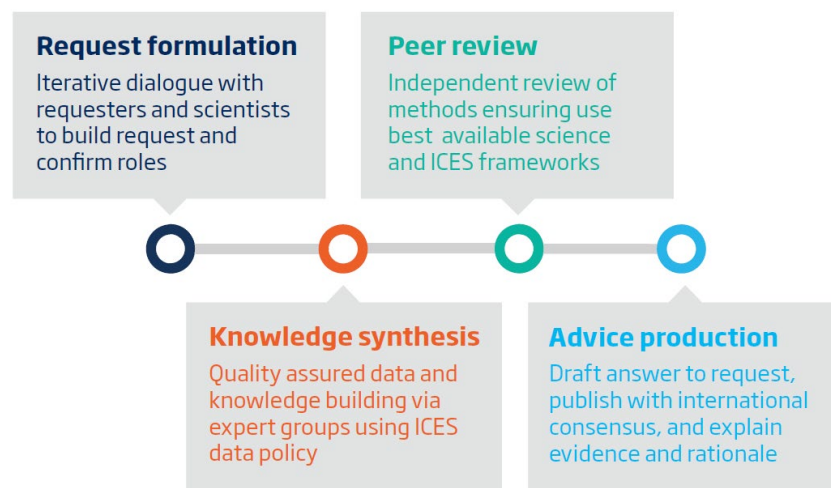 Request formulation
Iterative dialogue with
requesters and scientists
to build request and
confirm roles
Peer review
Independent review of
methods ensuring use
best available science
and ICES frameworks
Knowledge synthesis
Quality assured data and
knowledge building via
expert groups using ICES
data policy
Advice production
Draft answer to request,
publish with international
consensus, and explain
evidence and rationale